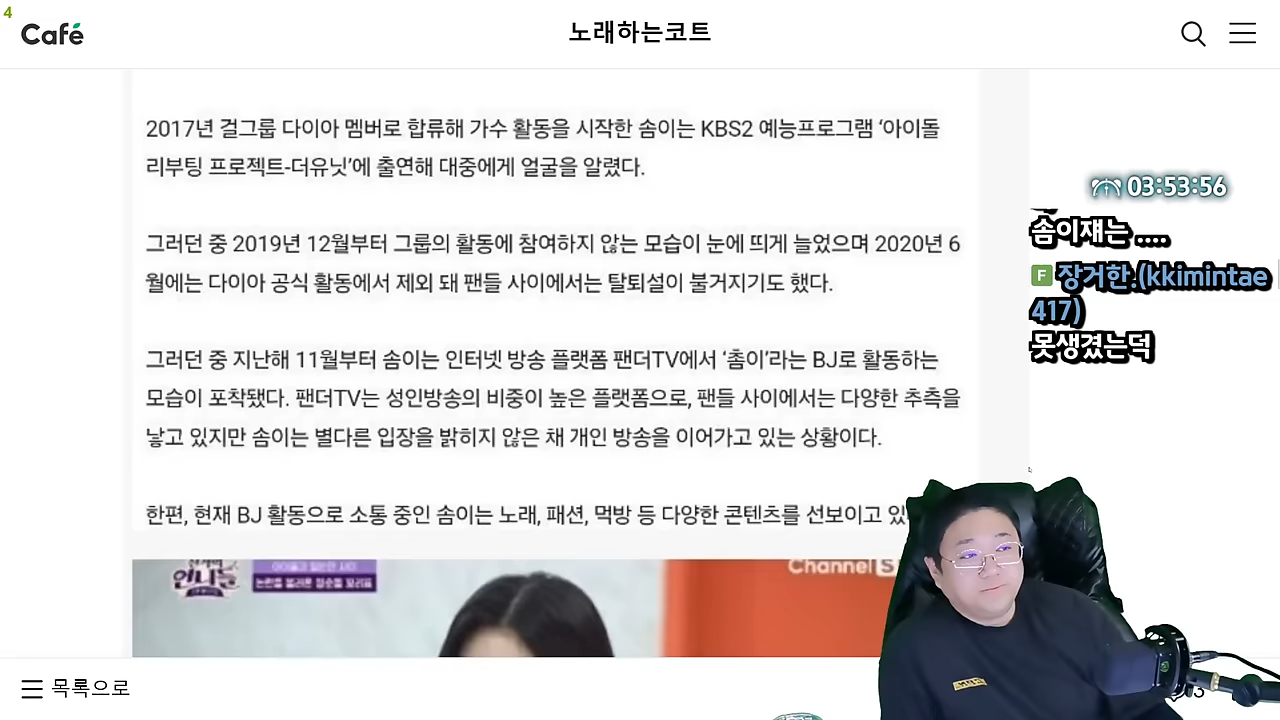 4
Café
노래하는코트
2017년 걸그룹 다이아 멤버로 합류해 가수 활동을 시작한 솜이는 KBS2 예능프로그램 ‘아이돌
리부팅 프로젝트-더유닛’에 출연해 대중에게 얼굴을 알렸다.
그러던 중 2019년 12월부터 그룹의 활동에 참여하지 않는 모습이 눈에 띄게 늘었으며 2020년 6
월에는 다이아 공식 활동에서 제외 돼 팬들 사이에서는 탈퇴설이 불거지기도 했다.
그러던 중 지난해 11월부터 솜이는 인터넷 방송 플랫폼 팬더TV에서 ‘촘이’라는 BJ로 활동하는
모습이 포착됐다. 팬더TV는 성인방송의 비중이 높은 플랫폼으로, 팬들 사이에서는 다양한 추측을
낳고 있지만 솜이는 별다른 입장을 밝히지 않은 채 개인 방송을 이어가고 있는 상황이다.
한편, 현재 BJ 활동으로 소통 중인 솜이는 노래, 패션, 먹방 등 다양한 콘텐츠를 선보이고
03:53:56
솜이쟤는 ....
F 장거한.(kkimintae
417)
못생겼는덕
언니들
Channel S
목록으로